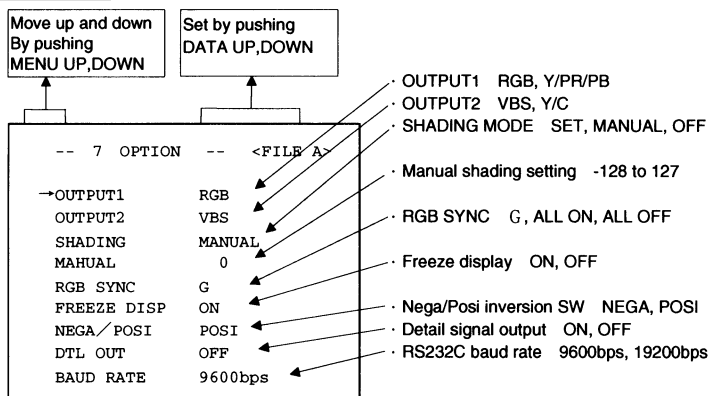 Move up and down
By pushing
MENU UP,DOWN
Set by pushing
DATA UP,DOWN
-- 7 OPTION -- <FILE A>
→OUTPUT1 RGB
OUTPUT2 VBS
SHADING MANUAL
MAHUAL 0
RGB SYNC G
FREEZE DISP ON
NEGA／POSI POSI
DTL OUT OFF
BAUD RATE 9600bps
· OUTPUT1 RGB, Y/PR/PB
· OUTPUT2 VBS, Y/C
· SHADING MODE SET, MANUAL, OFF
· Manual shading setting -128 to 127
· RGB SYNC G, ALL ON, ALL OFF
· Freeze display ON, OFF
· Nega/Posi inversion SW NEGA, POSI
· Detail signal output ON, OFF
· RS232C baud rate 9600bps, 19200bps